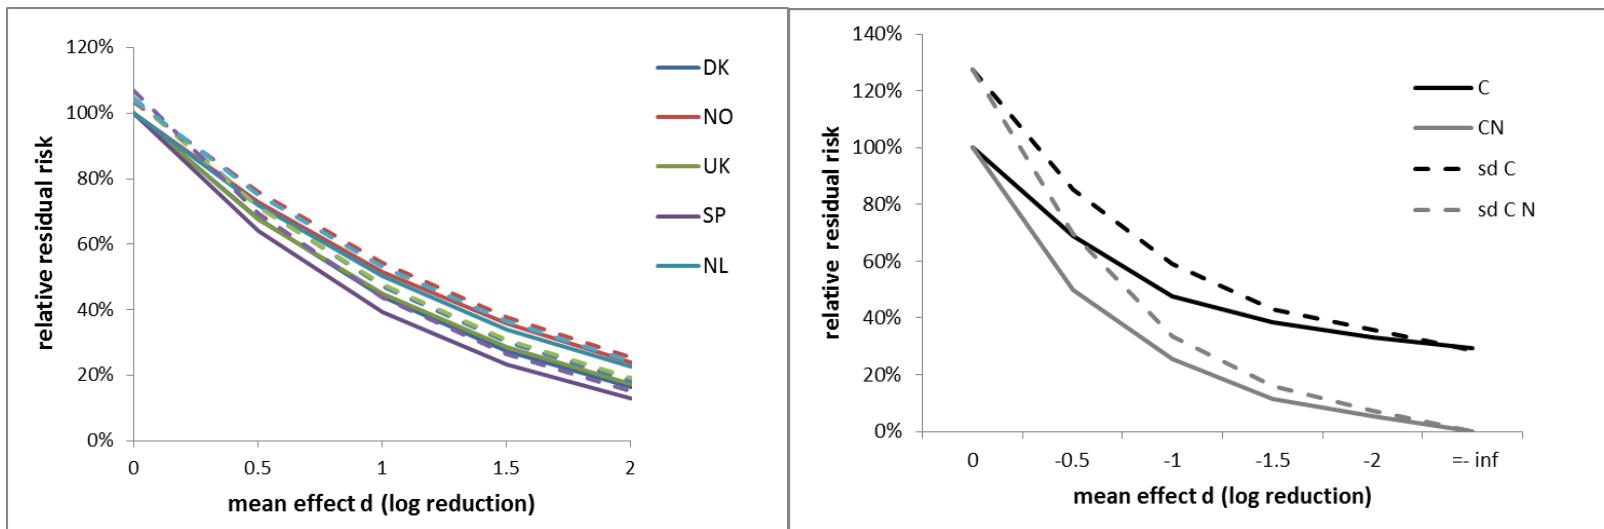 120%
100%
80%
60%
40%
20%
0%
relative residual risk
0 0.5 1 1.5 2
mean effect d (log reduction)
DK
NO
UK
SP
NL
140%
120%
100%
80%
60%
40%
20%
0%
relative residual risk
0 -0.5 -1 -1.5 -2 =- inf
mean effect d (log reduction)
C
CN
sd C
sd C N